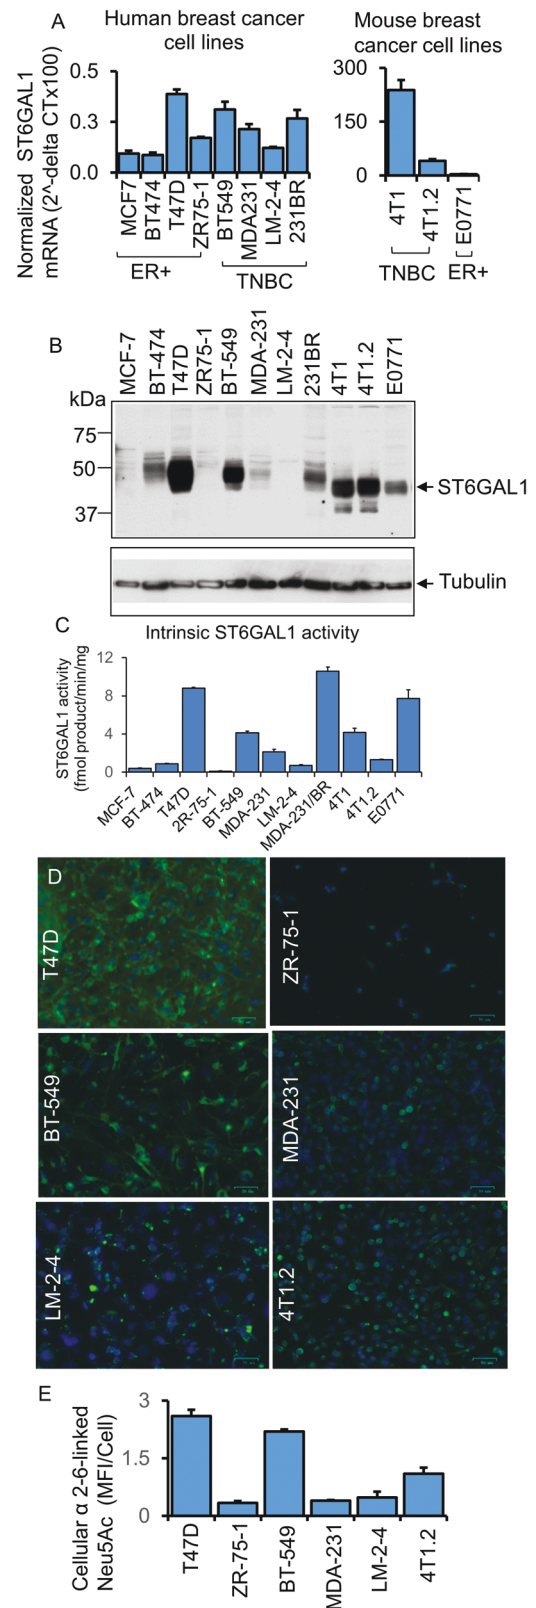 A
Human breast cancer
cell lines
Mouse breast
cancer cell lines
Normalized ST6GAL1
mRNA (2^-delta CTx100)
0.5
0.3
0.0
MCF7
BT474
T47D
ZR75-1
BT549
MDA231
LM-2-4
231BR
ER+
TNBC
300
150
0
4T1
4T1.2
E0771
TNBC
ER+
B
MCF-7
BT-474
T47D
ZR75-1
BT-549
MDA-231
LM-2-4
231BR
4T1
4T1.2
E0771
kDa
75
50
37
ST6GAL1
Tubulin
C
Intrinsic ST6GAL1 activity
ST6GAL1 activity
(fmol product/min/mg)
12
8
4
0
MCF-7
BT-474
T47D
2R-75-1
BT-549
MDA-231
LM-2-4
MDA-231/BR
4T1
4T1.2
E0771
D
T47D
ZR-75-1
BT-549
MDA-231
LM-2-4
4T1.2
E
Cellular α 2-6-linked
Neu5Ac (MFI/Cell)
3
1.5
0
T47D
ZR-75-1
BT-549
MDA-231
LM-2-4
4T1.2